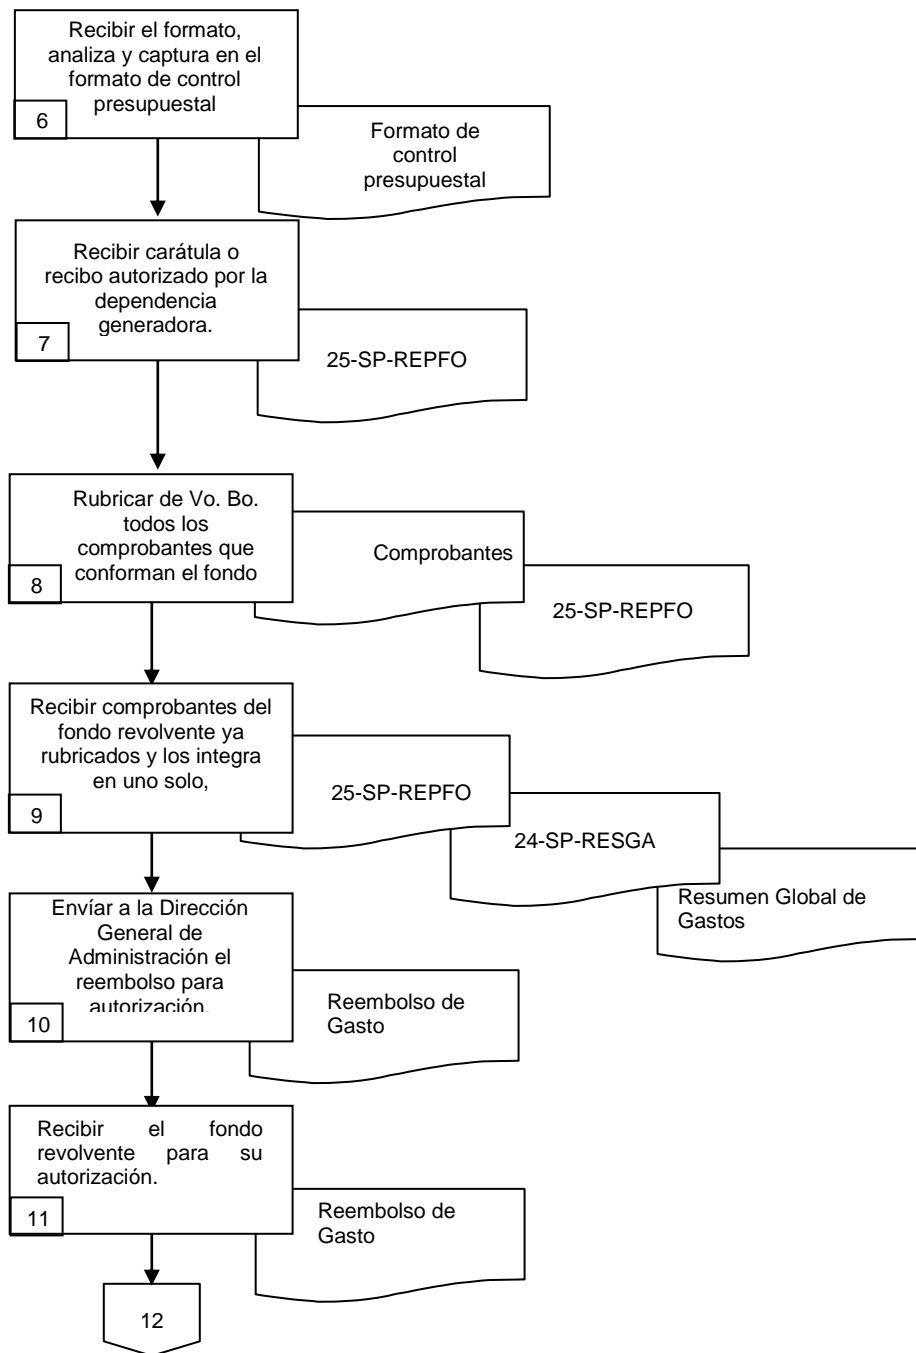 Recibir el formato,
analiza y captura en el
formato de control
presupuestal
6
Formato de
control
presupuestal
Recibir carátula o
recibo autorizado por la
dependencia
generadora.
7
25-SP-REPFO
Rubricar de Vo. Bo.
todos los
comprobantes que
conforman el fondo
8
Comprobantes
25-SP-REPFO
Recibir comprobantes del
fondo revolvente ya
rubricados y los integra
en uno solo,
9
25-SP-REPFO
24-SP-RESGA
Resumen Global de
Gastos
Envíar a la Dirección
General de
Administración el
reembolso para
autorización.
10
Reembolso de
Gasto
Recibir el fondo
revolvente para su
autorización.
11
Reembolso de
Gasto
12